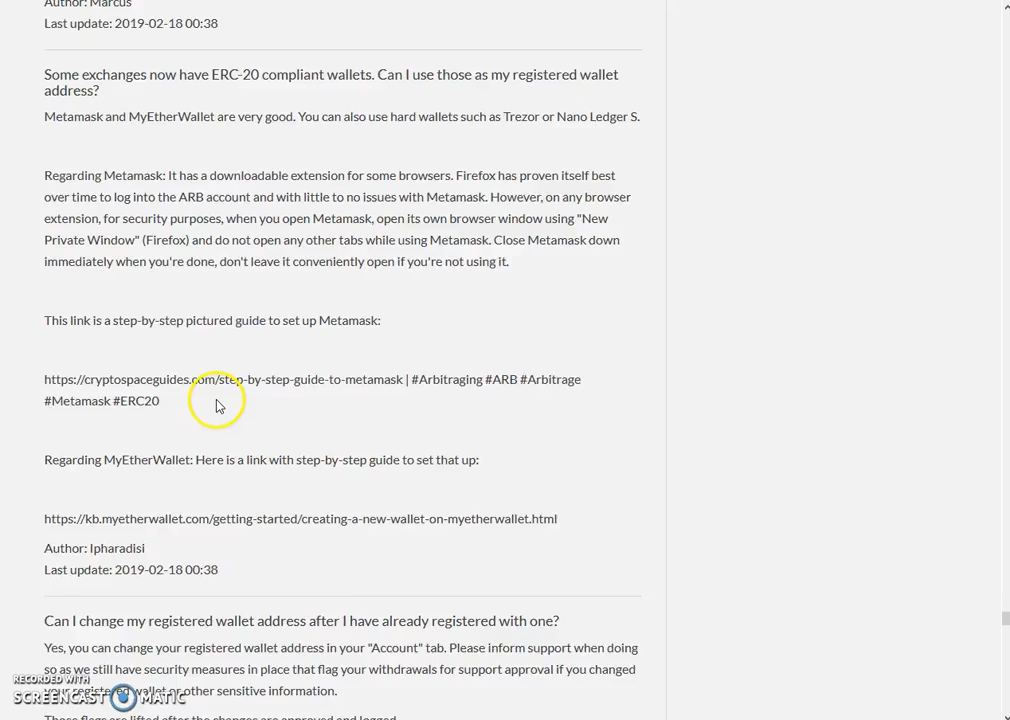 Author: Marcus
Last update: 2019-02-18 00:38
Some exchanges now have ERC-20 compliant wallets. Can I use those as my registered wallet
address?
Metamask and MyEtherWallet are very good. You can also use hard wallets such as Trezor or Nano Ledger S.
Regarding Metamask: It has a downloadable extension for some browsers. Firefox has proven itself best
over time to log into the ARB account and with little to no issues with Metamask. However, on any browser
extension, for security purposes, when you open Metamask, open its own browser window using "New
Private Window" (Firefox) and do not open any other tabs while using Metamask. Close Metamask down
immediately when you're done, don't leave it conveniently open if you're not using it.
This link is a step-by-step pictured guide to set up Metamask:
https://cryptospaceguides.com/step-by-step-guide-to-metamask | #Arbitraging #ARB #Arbitrage
#Metamask #ERC20
Regarding MyEtherWallet: Here is a link with step-by-step guide to set that up:
https://kb.myetherwallet.com/getting-started/creating-a-new-wallet-on-myetherwallet.html
Author: Ipharadisi
Last update: 2019-02-18 00:38
Can I change my registered wallet address after I have already registered with one?
Yes, you can change your registered wallet address in your "Account" tab. Please inform support when doing
so as we still have security measures in place that flag your withdrawals for support approval if you changed
your registered wallet or other sensitive information.
RECORDED WITH
SCREENCAST MATIC
Those flags are lifted after the changes are approved and logged.